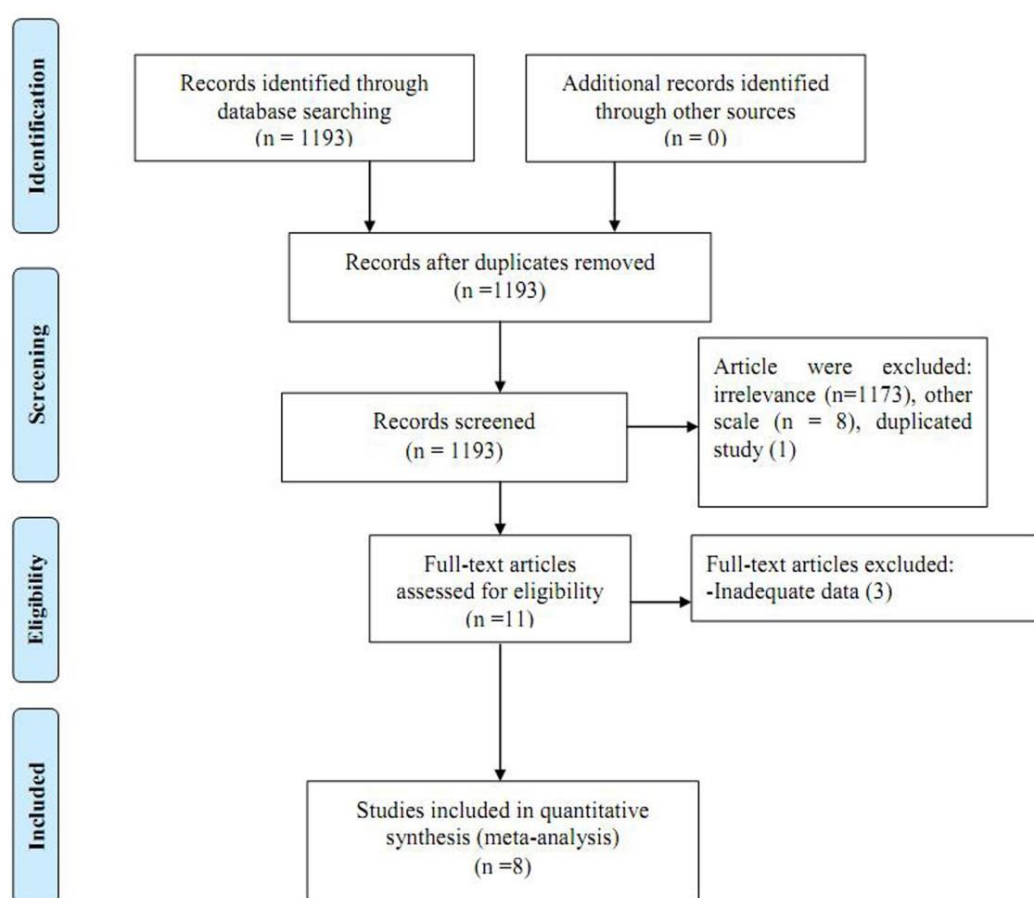 Identification
Records identified through
database searching
(n = 1193)
Additional records identified
through other sources
(n = 0)
Records after duplicates removed
(n =1193)
Screening
Records screened
(n = 1193)
Article were excluded:
irrelevance (n=1173), other
scale (n = 8), duplicated
study (1)
Eligibility
Full-text articles
assessed for eligibility
(n =11)
Full-text articles excluded:
-Inadequate data (3)
Included
Studies included in quantitative
synthesis (meta-analysis)
(n =8)